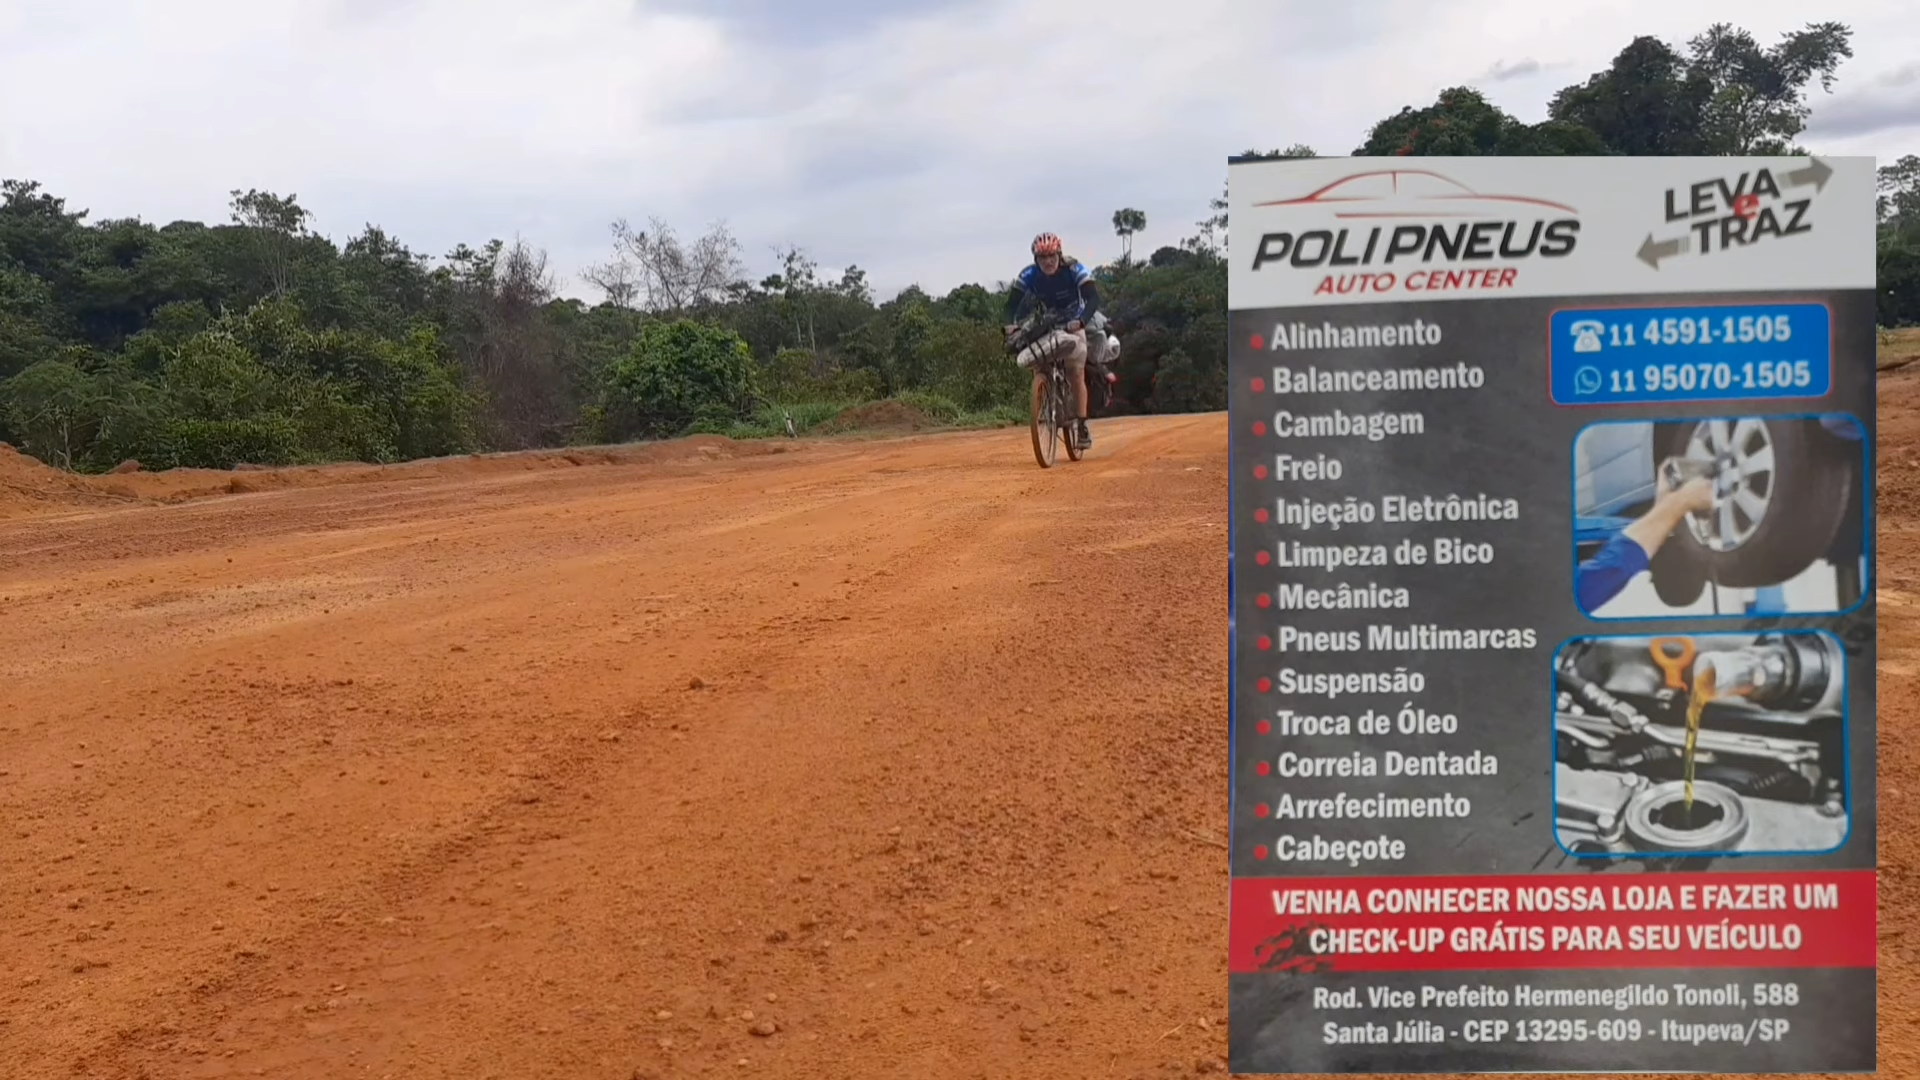 POLIPNEUS
AUTO CENTER
LEVA
e
TRAZ
Alinhamento
Balanceamento
Cambagem
Freio
Injeção Eletrônica
Limpeza de Bico
Mecânica
Pneus Multimarcas
Suspensão
Troca de Óleo
Correia Dentada
Arrefecimento
Cabeçote
11 4591-1505
11 95070-1505
VENHA CONHECER NOSSA LOJA E FAZER UM
CHECK-UP GRÁTIS PARA SEU VEÍCULO
Rod. Vice Prefeito Hermenegildo Tonoli, 588
Santa Júlia - CEP 13295-609 - Itupeva/SP